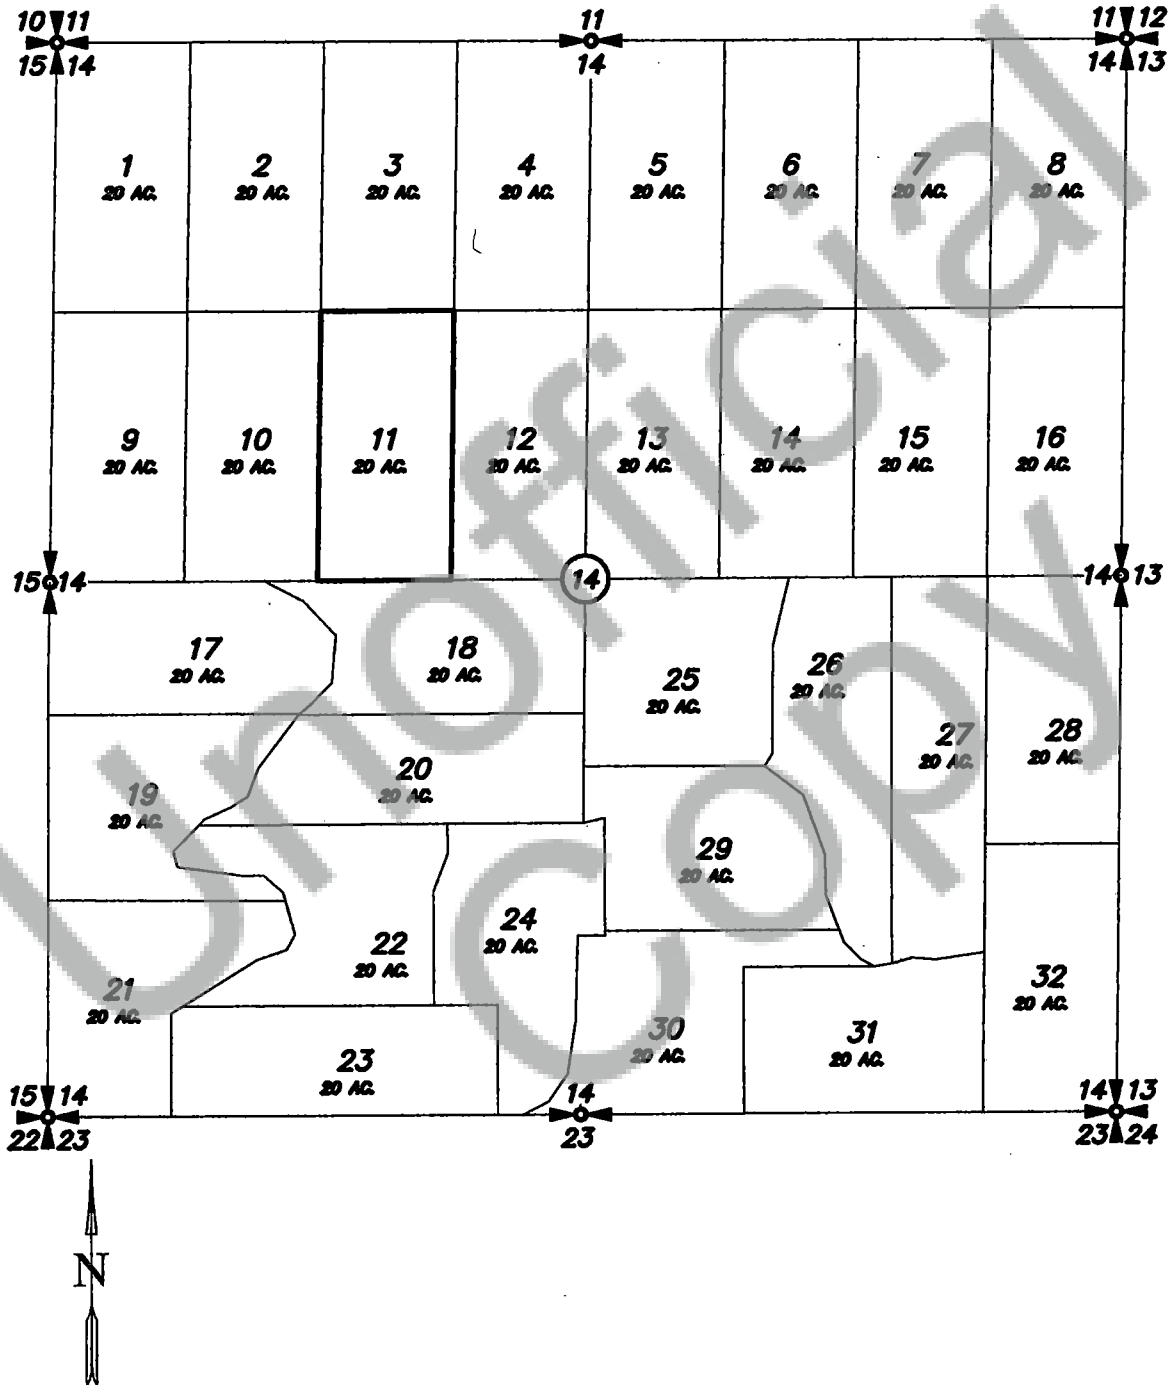 10 11 11 11 12
15 14 14 14 13
1 2 3 4 5 6 7 8
20 AC. 20 AC. 20 AC. 20 AC. 20 AC. 20 AC. 20 AC. 20 AC.
9 10 11 12 13 14 15 16
20 AC. 20 AC. 20 AC. 20 AC. 20 AC. 20 AC. 20 AC. 20 AC.
15 14 14 14 13
17 18
20 AC. 20 AC.
25 26
20 AC. 20 AC.
27 28
20 AC. 20 AC.
19 20
20 AC. 20 AC.
29
20 AC.
24
20 AC.
22
20 AC.
21
20 AC.
32
20 AC.
23 30 31
20 AC. 20 AC. 20 AC.
15 14 14 14 13
22 23 23 23 24
N
Unofficial
Copy